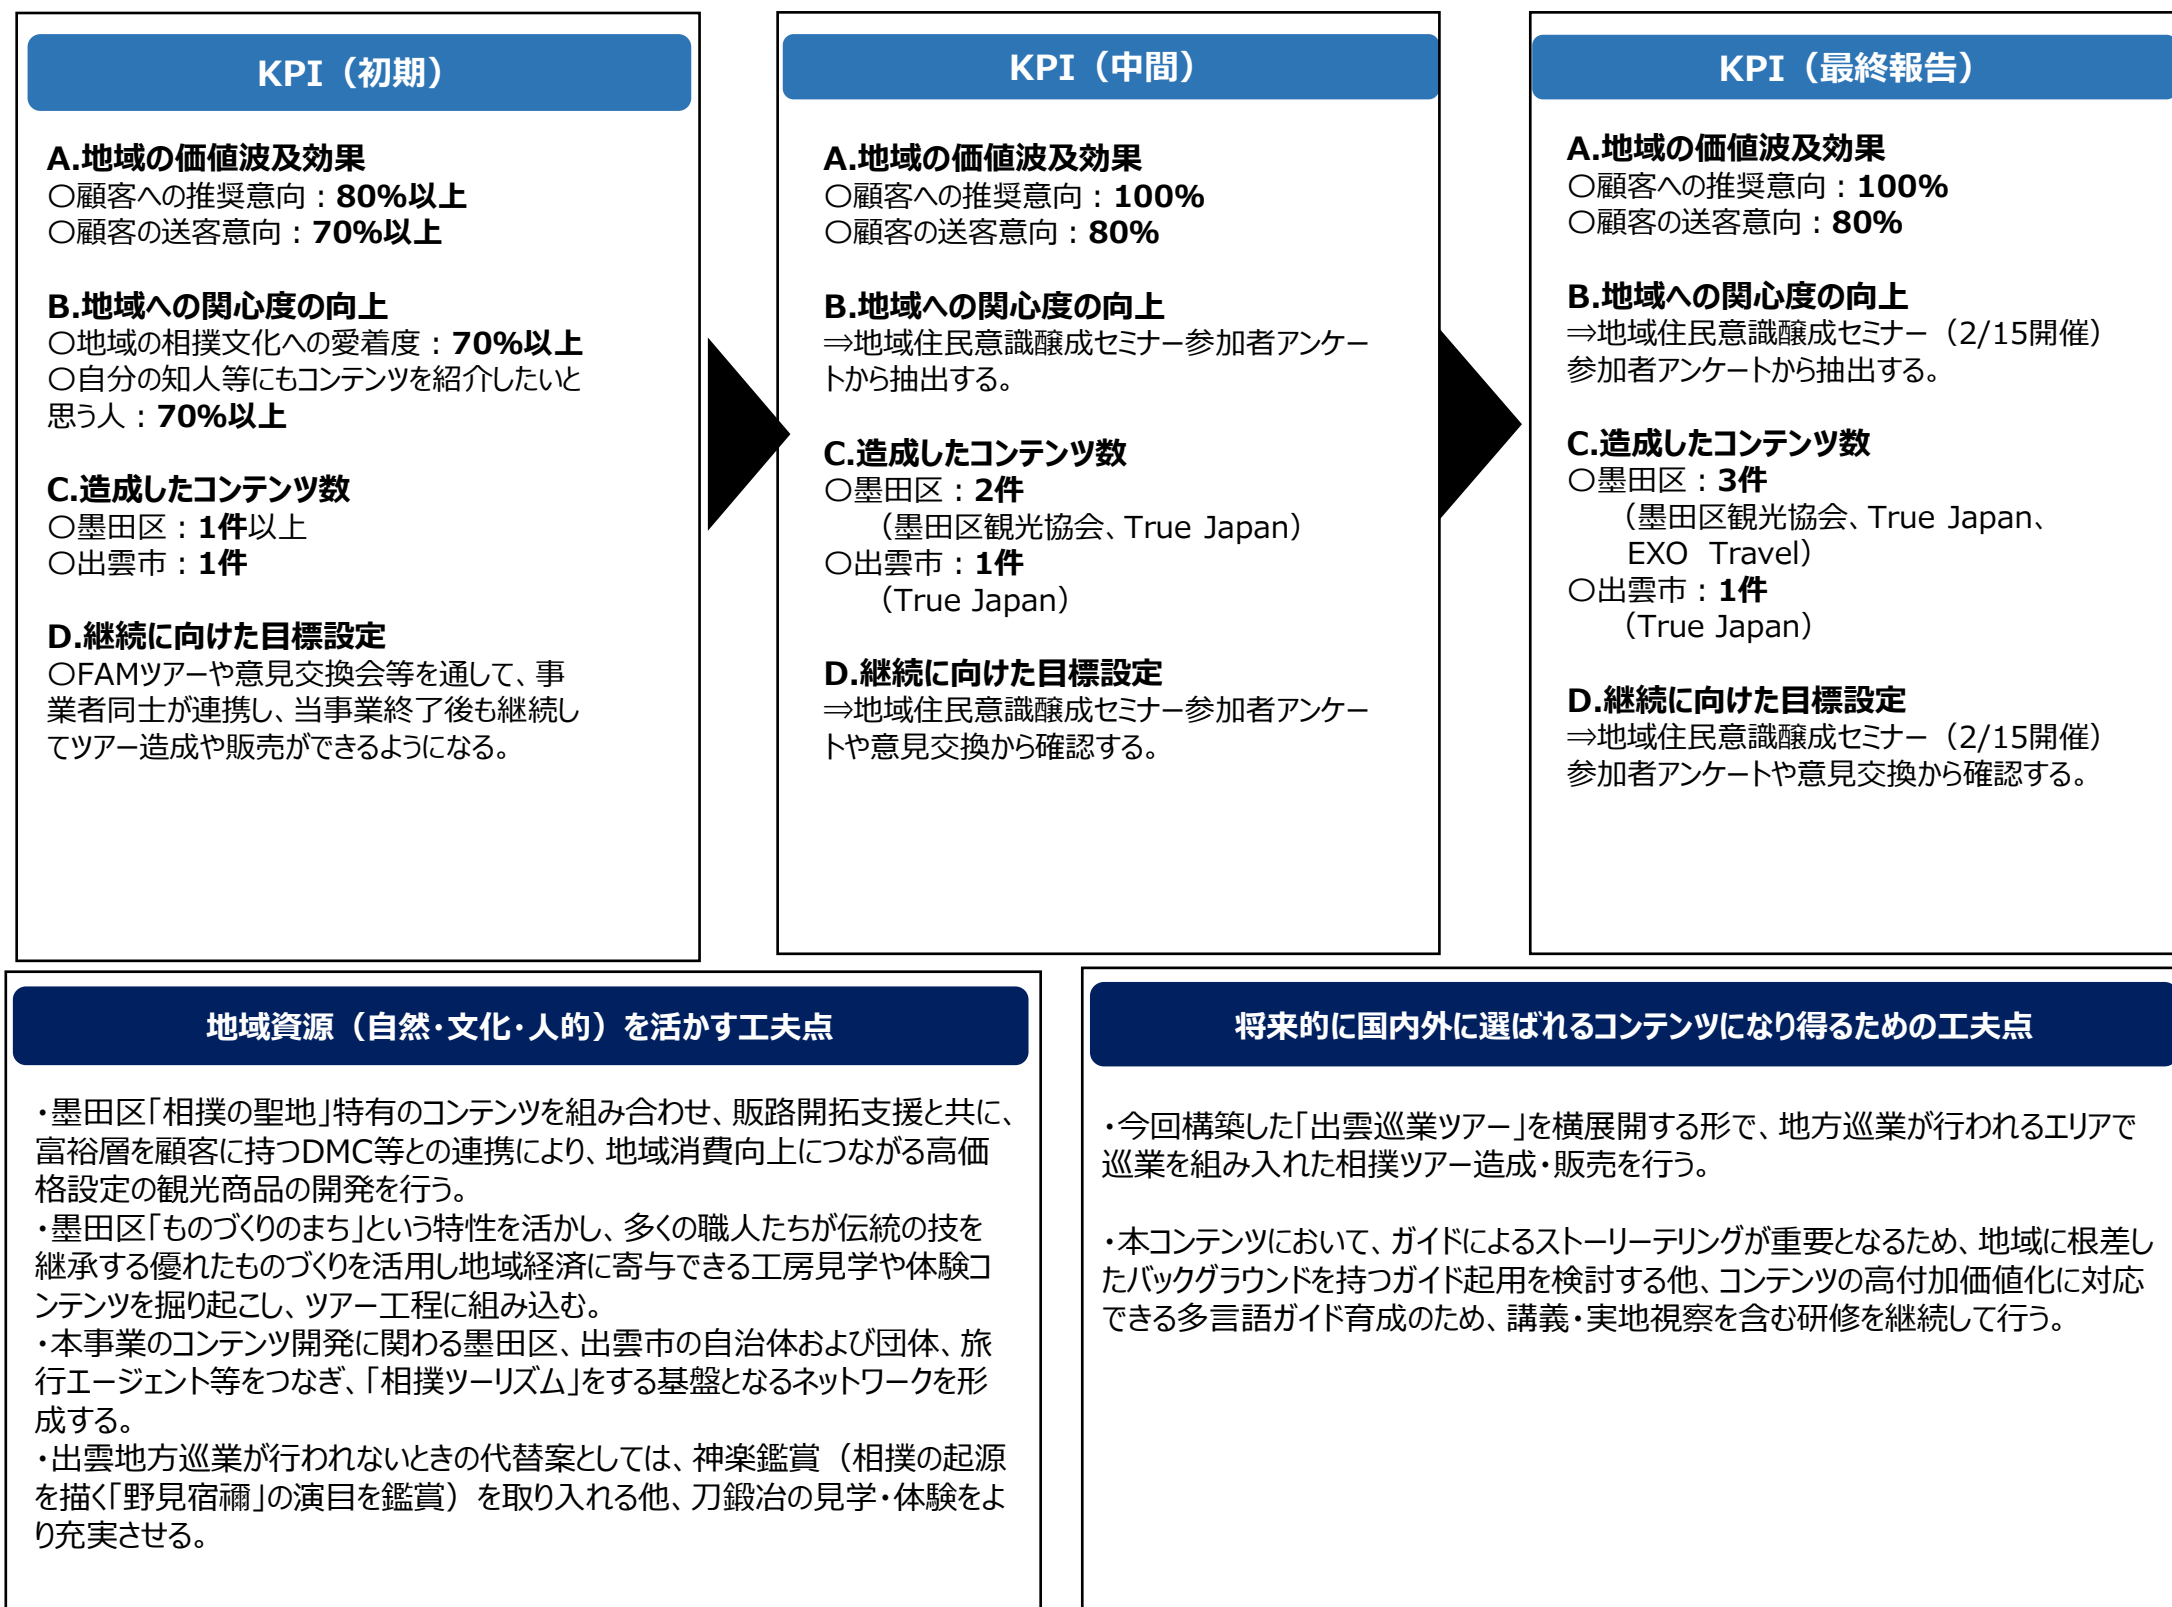 KPI（初期）
A.地域の価値波及効果
〇顧客への推奨意向：80%以上
〇顧客の送客意向：70%以上
B.地域への関心度の向上
〇地域の相撲文化への愛着度：70%以上
〇自分の知人等にもコンテンツを紹介したいと
思う人：70%以上
C.造成したコンテンツ数
〇墨田区：1件以上
〇出雲市：1件
D.継続に向けた目標設定
〇FAMツアーや意見交換会等を通して、事
業者同士が連携し、当事業終了後も継続し
てツアー造成や販売ができるようになる。
KPI（中間）
A.地域の価値波及効果
〇顧客への推奨意向：100%
〇顧客の送客意向：80%
B.地域への関心度の向上
⇒地域住民意識醸成セミナー参加者アンケー
トから抽出する。
C.造成したコンテンツ数
〇墨田区：2件
（墨田区観光協会、True Japan）
〇出雲市：1件
（True Japan）
D.継続に向けた目標設定
⇒地域住民意識醸成セミナー参加者アンケー
トや意見交換から確認する。
KPI（最終報告）
A.地域の価値波及効果
〇顧客への推奨意向：100%
〇顧客の送客意向：80%
B.地域への関心度の向上
⇒地域住民意識醸成セミナー（2/15開催）
参加者アンケートから抽出する。
C.造成したコンテンツ数
〇墨田区：3件
（墨田区観光協会、True Japan、
EXO Travel）
〇出雲市：1件
（True Japan）
D.継続に向けた目標設定
⇒地域住民意識醸成セミナー（2/15開催）
参加者アンケートや意見交換から確認する。
地域資源（自然・文化・人的）を活かす工夫点
・墨田区「相撲の聖地」特有のコンテンツを組み合わせ、販路開拓支援と共に、
富裕層を顧客に持つDMC等との連携により、地域消費向上につながる高価
格設定の観光商品の開発を行う。
・墨田区「ものづくりのまち」という特性を活かし、多くの職人たちが伝統の技を
継承する優れたものづくりを活用し地域経済に寄与できる工房見学や体験コ
ンテンツを掘り起こし、ツアー工程に組み込む。
・本事業のコンテンツ開発に関わる墨田区、出雲市の自治体および団体、旅
行エージェント等をつなぎ、「相撲ツーリズム」をする基盤となるネットワークを形
成する。
・出雲地方巡業が行われないときの代替案としては、神楽鑑賞（相撲の起源
を描く「野見宿禰」の演目を鑑賞）を取り入れる他、刀鍛冶の見学・体験をよ
り充実させる。
将来的に国内外に選ばれるコンテンツになり得るための工夫点
・今回構築した「出雲巡業ツアー」を横展開する形で、地方巡業が行われるエリアで
巡業を組み入れた相撲ツアー造成・販売を行う。
・本コンテンツにおいて、ガイドによるストーリーテリングが重要となるため、地域に根差し
たバックグラウンドを持つガイド起用を検討する他、コンテンツの高付加価値化に対応
できる多言語ガイド育成のため、講義・実地視察を含む研修を継続して行う。